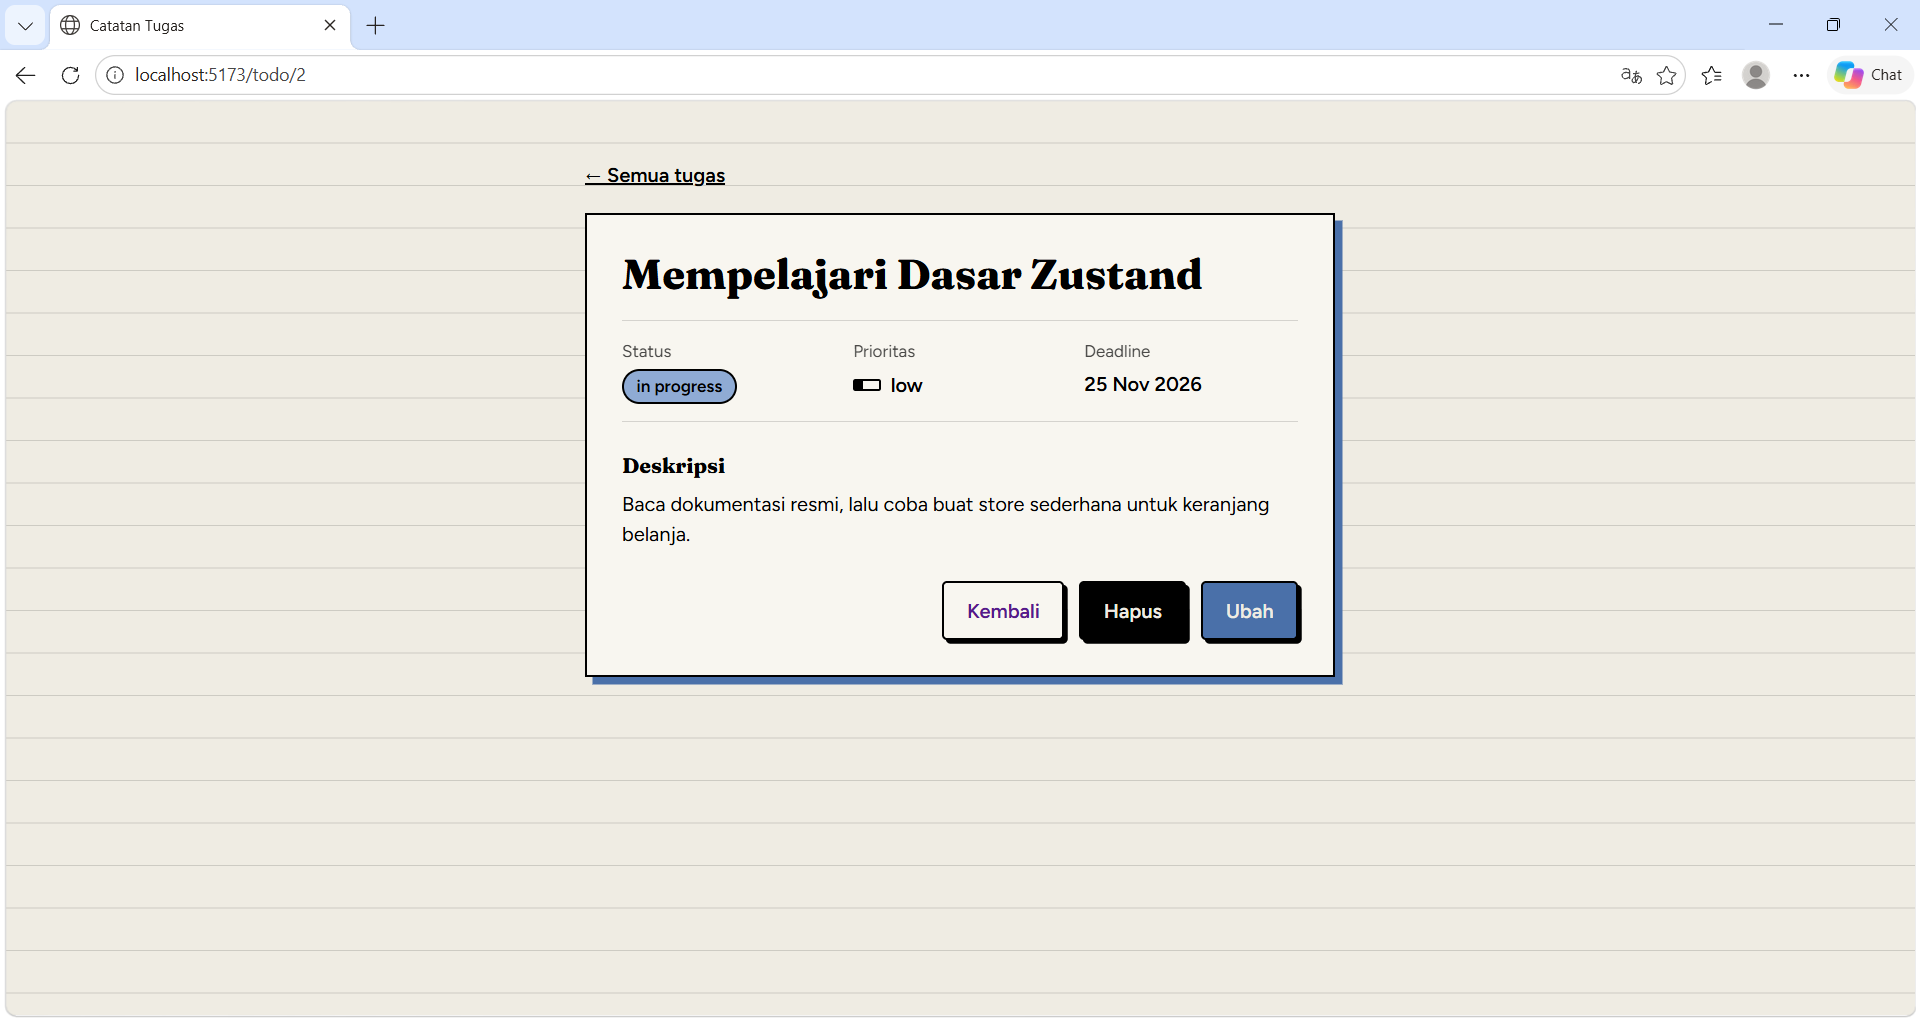 Catatan Tugas
localhost:5173/todo/2
Chat
← Semua tugas
Mempelajari Dasar Zustand
Status
Prioritas
Deadline
in progress
low
25 Nov 2026
Deskripsi
Baca dokumentasi resmi, lalu coba buat store sederhana untuk keranjang
belanja.
Kembali
Hapus
Ubah